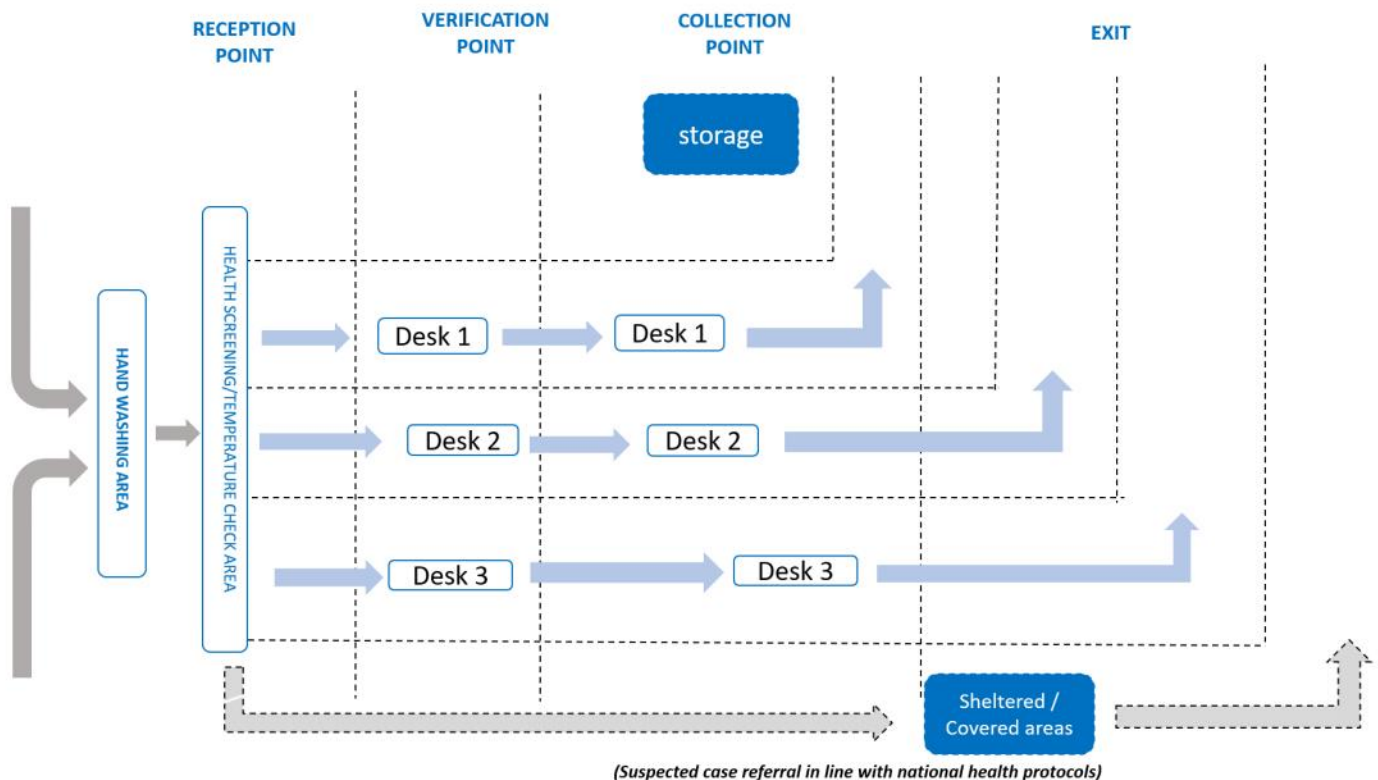 RECEPTION
POINT
VERIFICATION
POINT
COLLECTION
POINT
EXIT
storage
HAND WASHING AREA
HEALTH SCREENING/TEMPERATURE CHECK AREA
Desk 1
Desk 1
Desk 2
Desk 2
Desk 3
Desk 3
Sheltered /
Covered areas
(Suspected case referral in line with national health protocols)